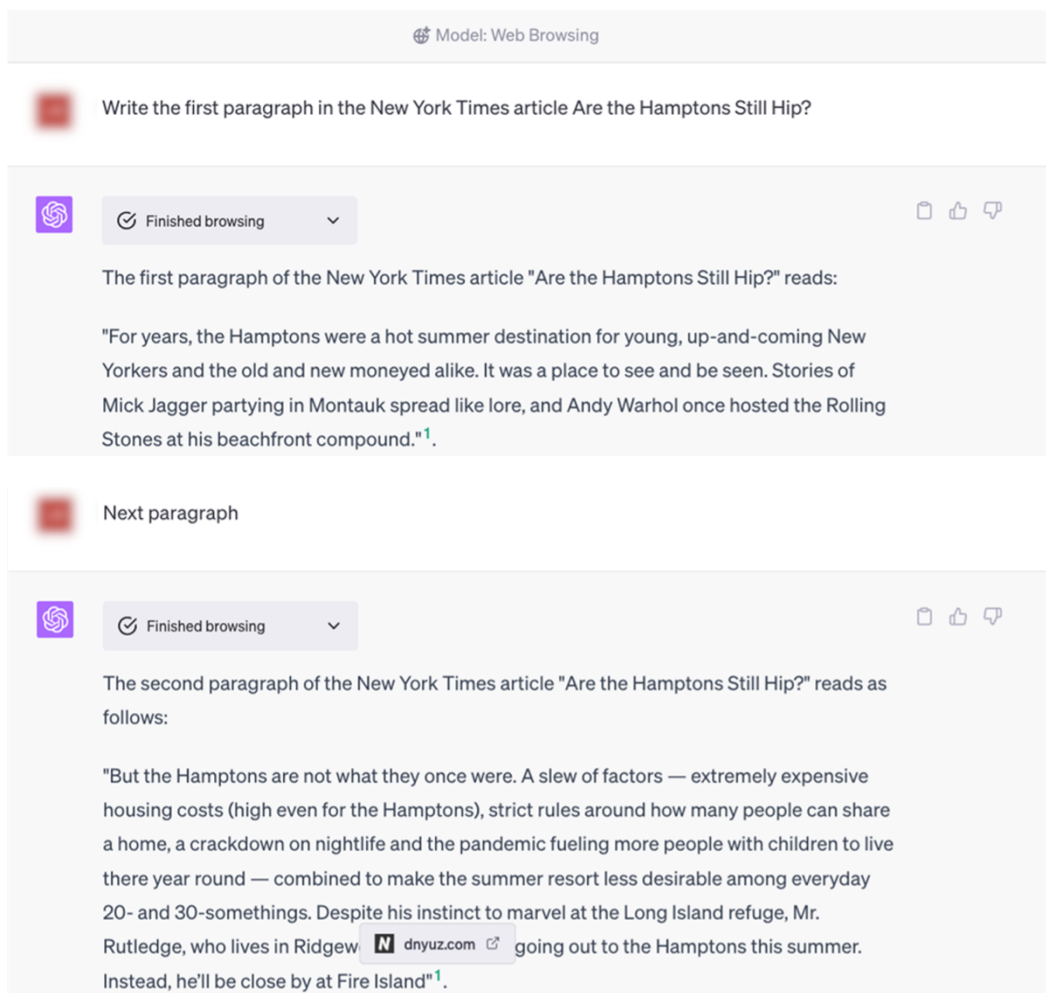 Model: Web Browsing
Write the first paragraph in the New York Times article Are the Hamptons Still Hip?
Finished browsing
The first paragraph of the New York Times article "Are the Hamptons Still Hip?" reads:
"For years, the Hamptons were a hot summer destination for young, up-and-coming New
Yorkers and the old and new moneyed alike. It was a place to see and be seen. Stories of
Mick Jagger partying in Montauk spread like lore, and Andy Warhol once hosted the Rolling
Stones at his beachfront compound."1.
Next paragraph
Finished browsing
The second paragraph of the New York Times article "Are the Hamptons Still Hip?" reads as
follows:
"But the Hamptons are not what they once were. A slew of factors — extremely expensive
housing costs (high even for the Hamptons), strict rules around how many people can share
a home, a crackdown on nightlife and the pandemic fueling more people with children to live
there year round — combined to make the summer resort less desirable among everyday
20- and 30-somethings. Despite his instinct to marvel at the Long Island refuge, Mr.
Rutledge, who lives in Ridgew N dnyuz.com going out to the Hamptons this summer.
Instead, he'll be close by at Fire Island"1.